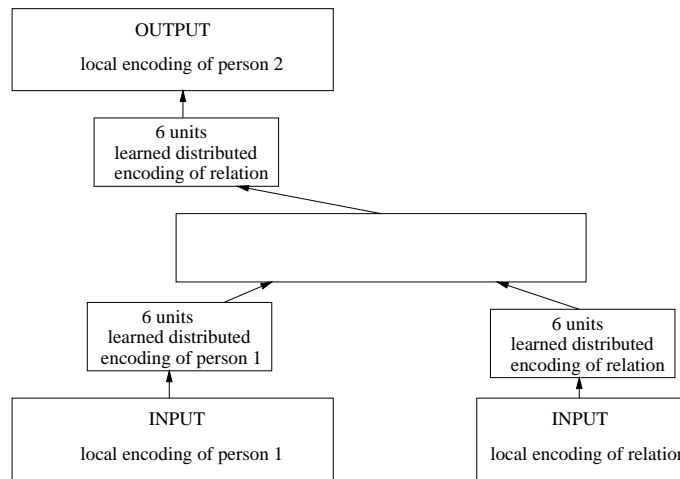 OUTPUT
local encoding of person 2
6 units
learned distributed
encoding of relation
6 units
learned distributed
encoding of person 1
6 units
learned distributed
encoding of relation
INPUT
local encoding of person 1
INPUT
local encoding of relation